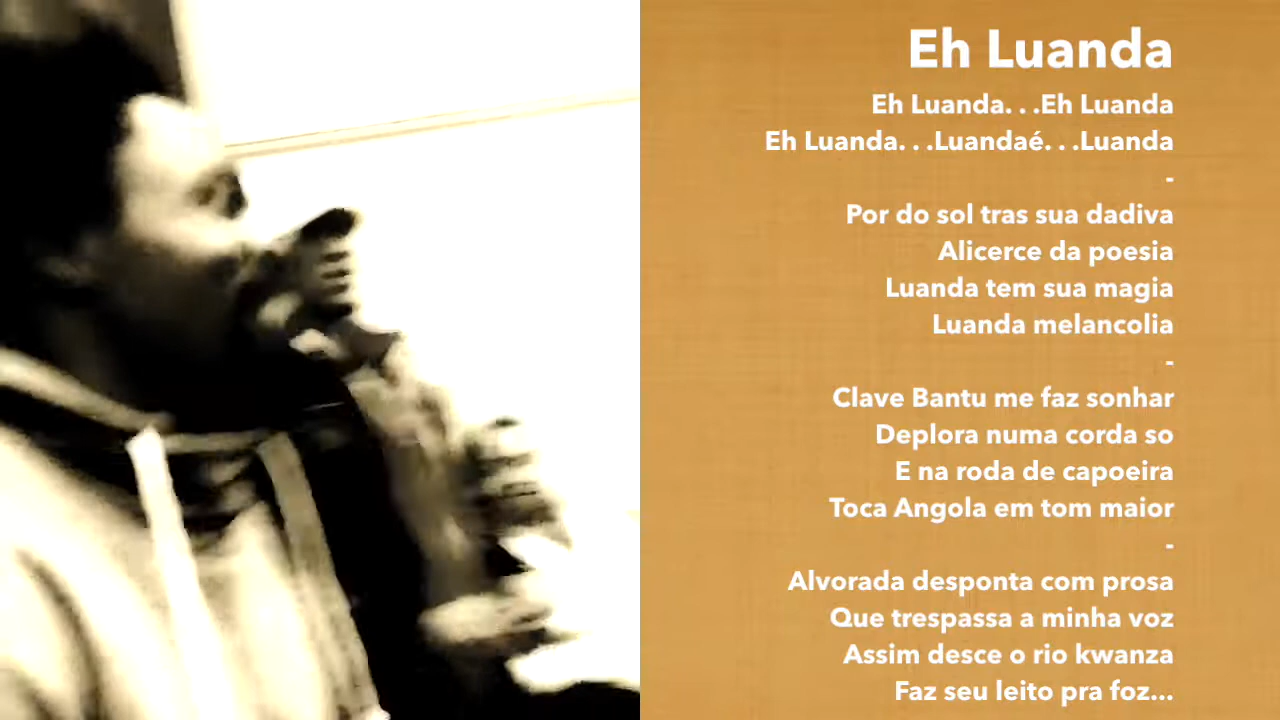 Eh Luanda
Eh Luanda. . .Eh Luanda
Eh Luanda. . .Luandaé. . .Luanda
-
Por do sol tras sua dadiva
Alicerce da poesia
Luanda tem sua magia
Luanda melancolia
-
Clave Bantu me faz sonhar
Deplora numa corda so
E na roda de capoeira
Toca Angola em tom maior
-
Alvorada desponta com prosa
Que trespassa a minha voz
Assim desce o rio kwanza
Faz seu leito pra foz...